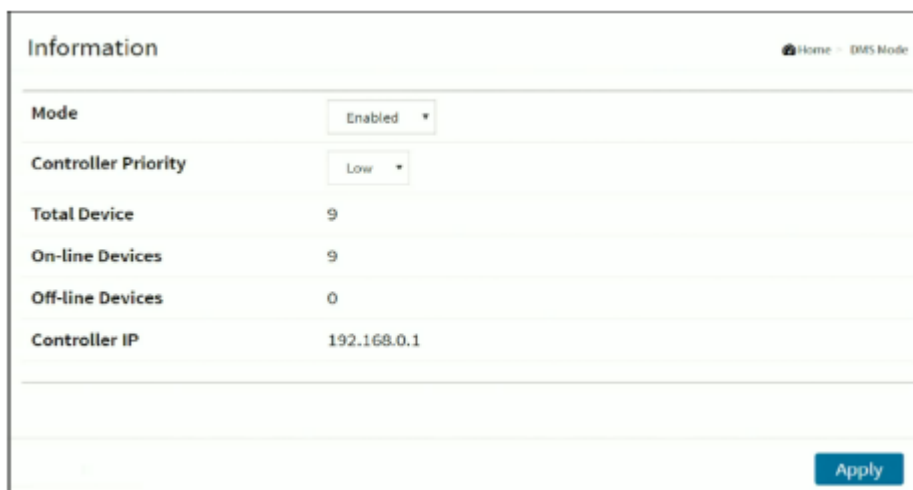 Information
Home DMS Mode
Mode Enabled
Controller Priority Low
Total Device 9
On-line Devices 9
Off-line Devices 0
Controller IP 192.168.0.1
Apply